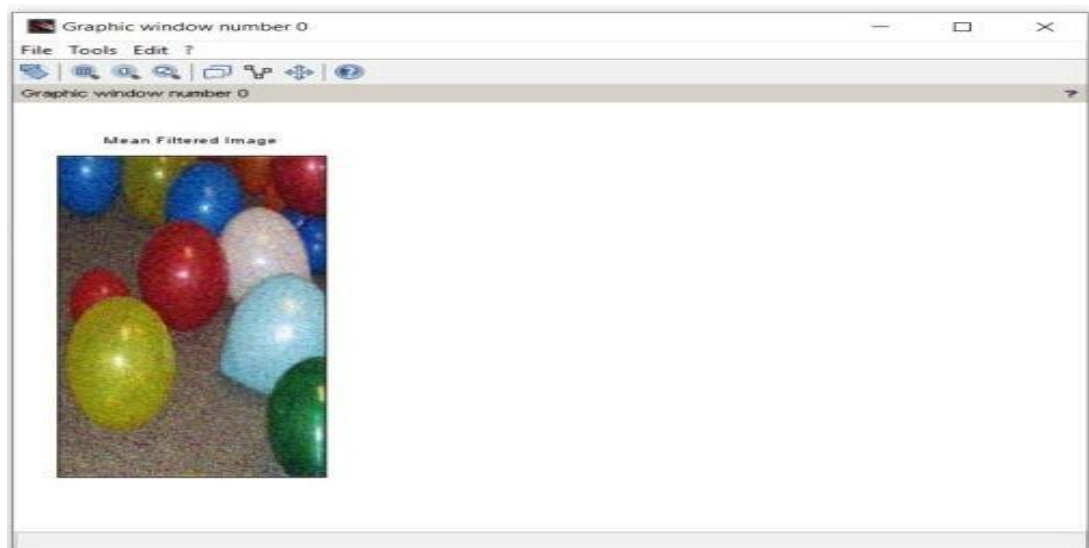 Graphic window number 0
File Tools Edit ?
Graphic window number 0 ?
Mean Filtered Image